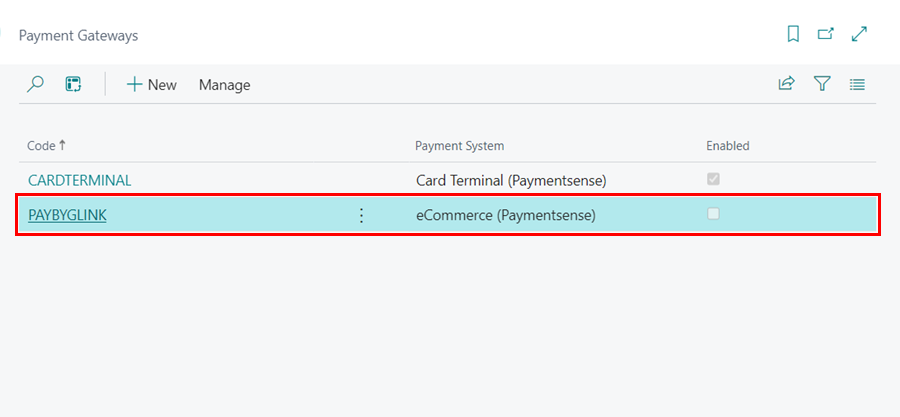 Payment Gateways
New Manage
Code Payment System Enabled
CARDTERMINAL Card Terminal (Paymentsense)
PAYBYGLINK eCommerce (Paymentsense)